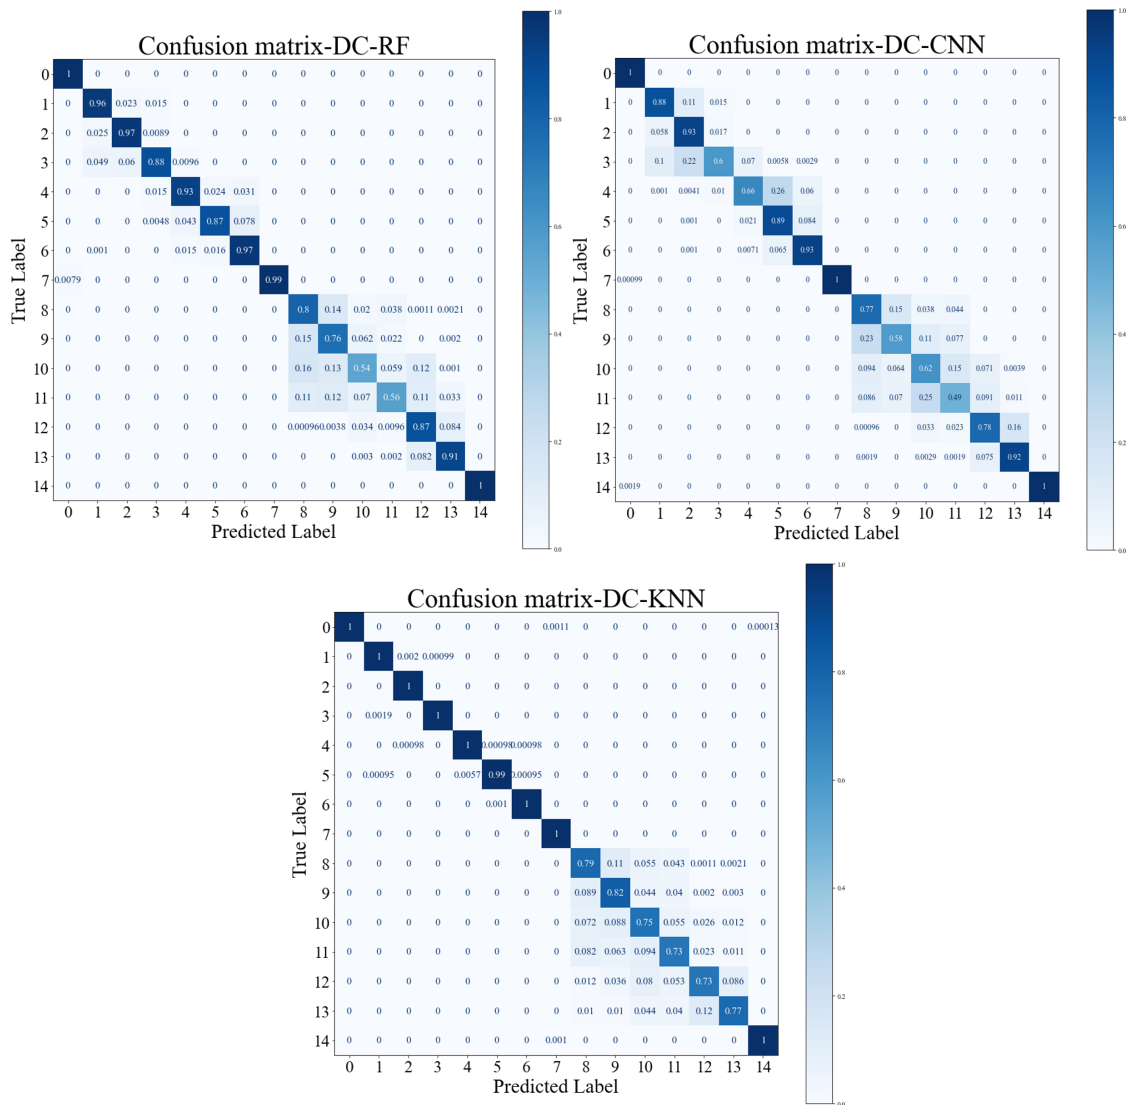 Confusion matrix-DC-RF
0 1 0 0 0 0 0 0 0 0 0 0 0 0 0 0
1 0 0.96 0.023 0.015 0 0 0 0 0 0 0 0 0 0 0
2 0 0.025 0.97 0.0089 0 0 0 0 0 0 0 0 0 0 0
3 0 0.049 0.06 0.88 0.0096 0 0 0 0 0 0 0 0 0 0
4 0 0 0 0.015 0.93 0.024 0.031 0 0 0 0 0 0 0 0
5 0 0 0 0.0048 0.043 0.87 0.078 0 0 0 0 0 0 0 0
6 0 0.001 0 0 0.015 0.016 0.97 0 0 0 0 0 0 0 0
7 0.0079 0 0 0 0 0 0 0.99 0 0 0 0 0 0 0
8 0 0 0 0 0 0 0 0 0.8 0.14 0.02 0.038 0.0011 0.0021 0
9 0 0 0 0 0 0 0 0 0.15 0.76 0.062 0.022 0 0.002 0
10 0 0 0 0 0 0 0 0 0.16 0.13 0.54 0.059 0.12 0.001 0
11 0 0 0 0 0 0 0 0 0.11 0.12 0.07 0.56 0.11 0.033 0
12 0 0 0 0 0 0 0 0 0.00096 0.0038 0.034 0.0096 0.87 0.084 0
13 0 0 0 0 0 0 0 0 0 0 0.003 0.002 0.082 0.91 0
14 0 0 0 0 0 0 0 0 0 0 0 0 0 0 1
0 1 2 3 4 5 6 7 8 9 10 11 12 13 14
Predicted Label
True Label
1.0
0.8
0.6
0.4
0.2
0.0
Confusion matrix-DC-CNN
0 1 0 0 0 0 0 0 0 0 0 0 0 0 0 0
1 0 0.88 0.11 0.015 0 0 0 0 0 0 0 0 0 0 0
2 0 0.058 0.93 0.017 0 0 0 0 0 0 0 0 0 0 0
3 0 0.1 0.22 0.6 0.07 0.0058 0.0029 0 0 0 0 0 0 0 0
4 0 0.001 0.0041 0.01 0.66 0.26 0.06 0 0 0 0 0 0 0 0
5 0 0 0.001 0 0.021 0.89 0.084 0 0 0 0 0 0 0 0
6 0 0 0.001 0 0.0071 0.065 0.93 0 0 0 0 0 0 0 0
7 0.00099 0 0 0 0 0 0 1 0 0 0 0 0 0 0
8 0 0 0 0 0 0 0 0 0.77 0.15 0.038 0.044 0 0 0
9 0 0 0 0 0 0 0 0 0.23 0.58 0.11 0.077 0 0 0
10 0 0 0 0 0 0 0 0 0.094 0.064 0.62 0.15 0.071 0.0039 0
11 0 0 0 0 0 0 0 0 0.086 0.07 0.25 0.49 0.091 0.011 0
12 0 0 0 0 0 0 0 0 0.00096 0 0.033 0.023 0.78 0.16 0
13 0 0 0 0 0 0 0 0 0.0019 0 0.0029 0.0019 0.075 0.92 0
14 0.0019 0 0 0 0 0 0 0 0 0 0 0 0 0 1
0 1 2 3 4 5 6 7 8 9 10 11 12 13 14
Predicted Label
True Label
1.0
0.8
0.6
0.4
0.2
0.0
Confusion matrix-DC-KNN
0 1 0 0 0 0 0 0 0.0011 0 0 0 0 0 0 0.00013
1 0 1 0.002 0.00099 0 0 0 0 0 0 0 0 0 0 0
2 0 0 1 0 0 0 0 0 0 0 0 0 0 0 0
3 0 0.0019 0 1 0 0 0 0 0 0 0 0 0 0 0
4 0 0 0.00098 0 1 0.00098 0.00098 0 0 0 0 0 0 0 0
5 0 0.00095 0 0 0.0057 0.99 0.00095 0 0 0 0 0 0 0 0
6 0 0 0 0 0 0.001 1 0 0 0 0 0 0 0 0
7 0 0 0 0 0 0 0 1 0 0 0 0 0 0 0
8 0 0 0 0 0 0 0 0 0.79 0.11 0.055 0.043 0.0011 0.0021 0
9 0 0 0 0 0 0 0 0 0.089 0.82 0.044 0.04 0.002 0.003 0
10 0 0 0 0 0 0 0 0 0.072 0.088 0.75 0.055 0.026 0.012 0
11 0 0 0 0 0 0 0 0 0.082 0.063 0.094 0.73 0.023 0.011 0
12 0 0 0 0 0 0 0 0 0.012 0.036 0.08 0.053 0.73 0.086 0
13 0 0 0 0 0 0 0 0 0.01 0.01 0.044 0.04 0.12 0.77 0
14 0 0 0 0 0 0 0 0.001 0 0 0 0 0 0 1
0 1 2 3 4 5 6 7 8 9 10 11 12 13 14
Predicted Label
True Label
1.0
0.8
0.6
0.4
0.2
0.0